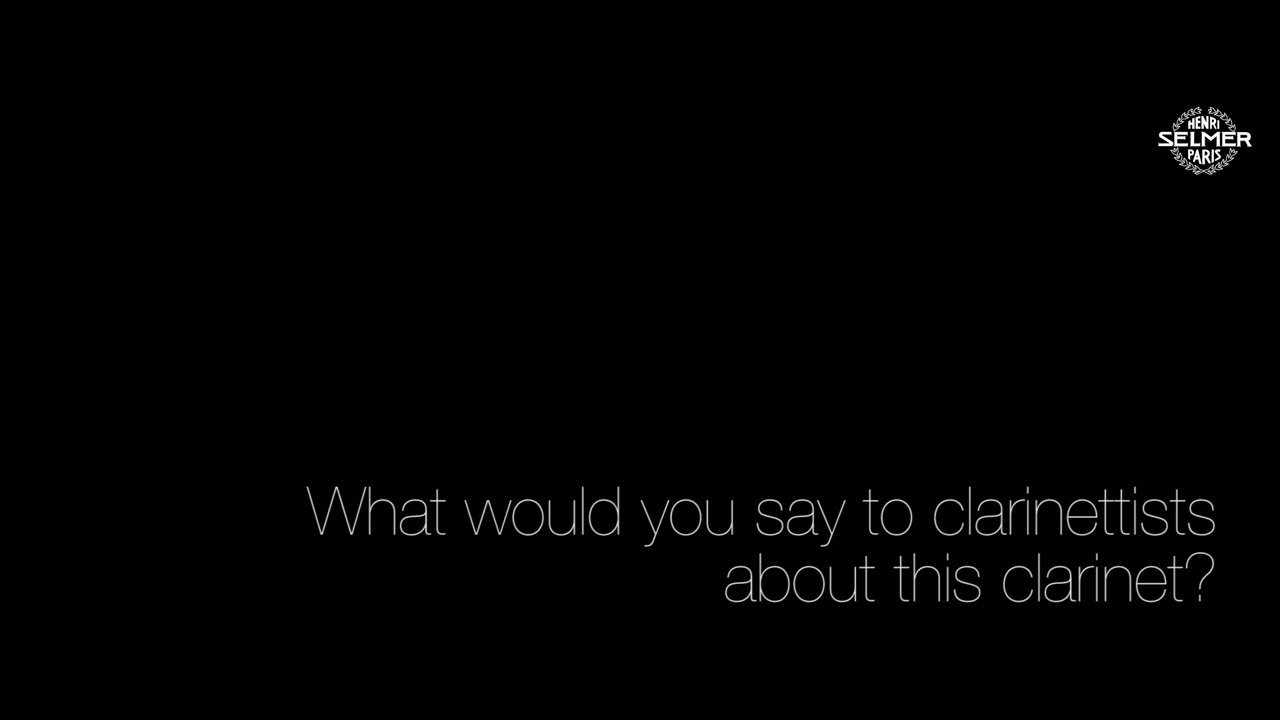 HENRI
SELMER
PARIS
What would you say to clarinettists
about this clarinet?